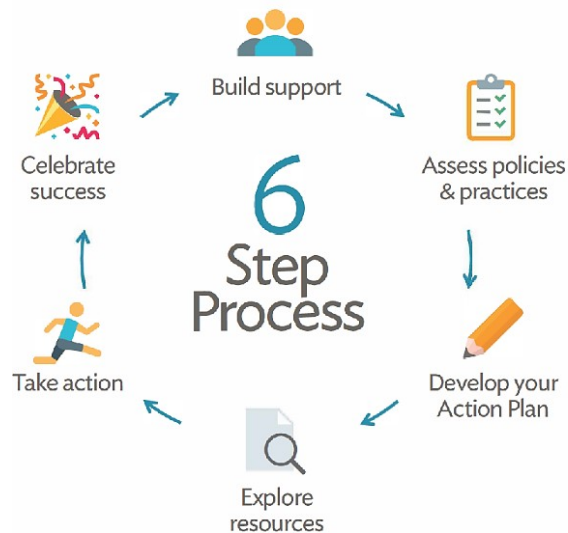 Build support
Assess policies
& practices
Develop your
Action Plan
Explore
resources
Take action
Celebrate
success
6
Step
Process